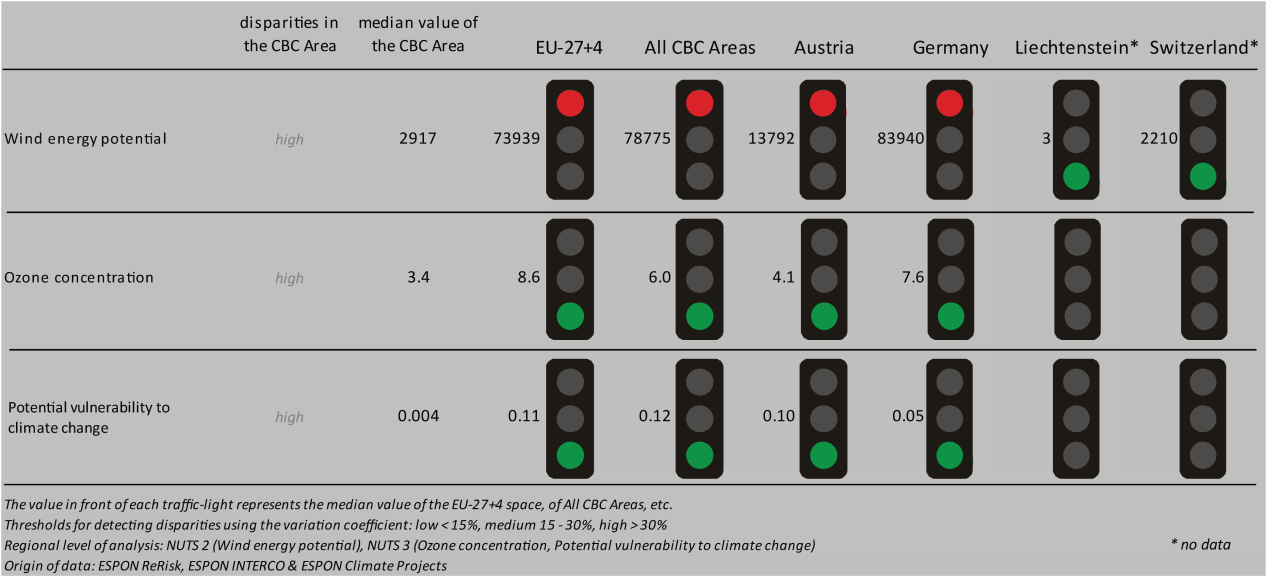 disparities in the CBC Area median value of the CBC Area EU-27+4 All CBC Areas Austria Germany Liechtenstein* Switzerland*
Wind energy potential high 2917 73939 78775 13792 83940 3 2210
Ozone concentration high 3.4 8.6 6.0 4.1 7.6
Potential vulnerability to climate change high 0.004 0.11 0.12 0.10 0.05
The value in front of each traffic-light represents the median value of the EU-27+4 space, of All CBC Areas, etc.
Thresholds for detecting disparities using the variation coefficient: low < 15%, medium 15 - 30%, high > 30%
Regional level of analysis: NUTS 2 (Wind energy potential), NUTS 3 (Ozone concentration, Potential vulnerability to climate change) * no data
Origin of data: ESPON ReRisk, ESPON INTERCO & ESPON Climate Projects